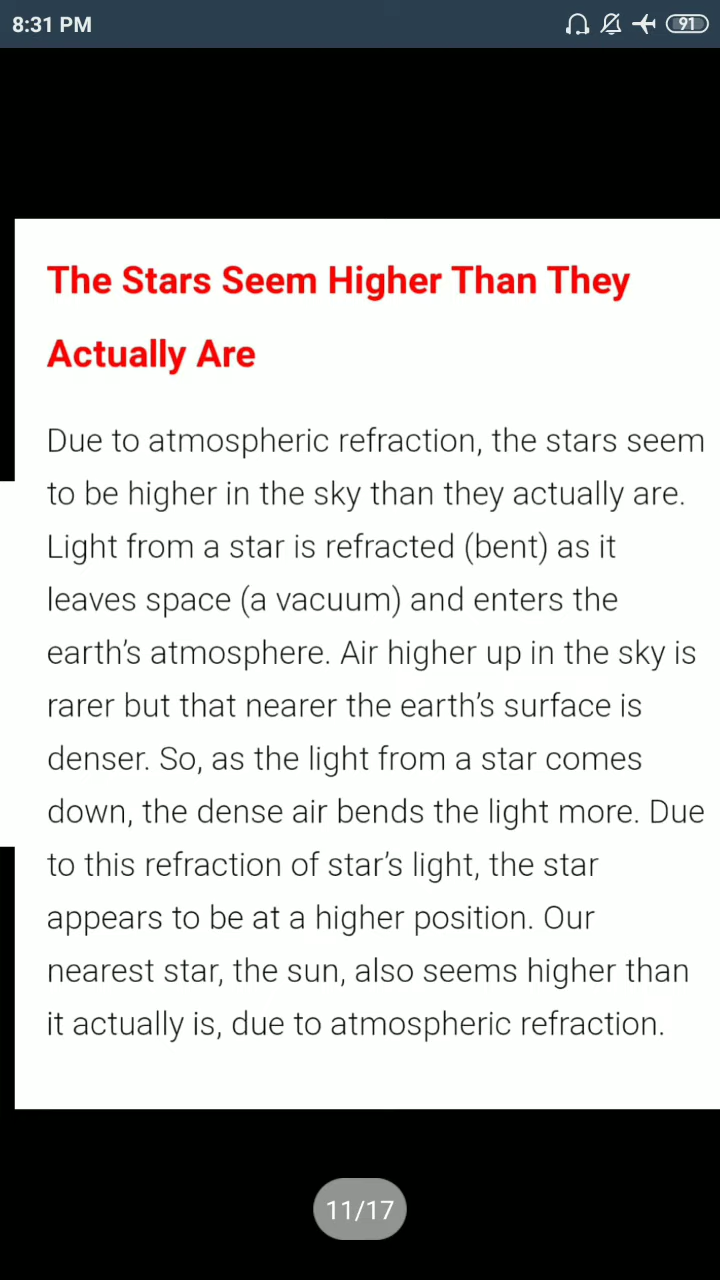 8:31 PM
91
The Stars Seem Higher Than They
Actually Are
Due to atmospheric refraction, the stars seem
to be higher in the sky than they actually are.
Light from a star is refracted (bent) as it
leaves space (a vacuum) and enters the
earth’s atmosphere. Air higher up in the sky is
rarer but that nearer the earth’s surface is
denser. So, as the light from a star comes
down, the dense air bends the light more. Due
to this refraction of star’s light, the star
appears to be at a higher position. Our
nearest star, the sun, also seems higher than
it actually is, due to atmospheric refraction.
11/17